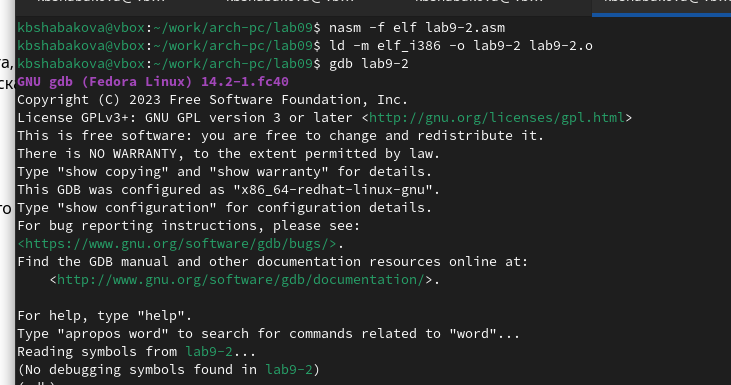 kbshabakova@vbox:~/work/arch-pc/lab09$ nasm -f elf lab9-2.asm
kbshabakova@vbox:~/work/arch-pc/lab09$ ld -m elf_i386 -o lab9-2 lab9-2.o
kbshabakova@vbox:~/work/arch-pc/lab09$ gdb lab9-2
GNU gdb (Fedora Linux) 14.2-1.fc40
Copyright (C) 2023 Free Software Foundation, Inc.
License GPLv3+: GNU GPL version 3 or later <http://gnu.org/licenses/gpl.html>
This is free software: you are free to change and redistribute it.
There is NO WARRANTY, to the extent permitted by law.
Type "show copying" and "show warranty" for details.
This GDB was configured as "x86_64-redhat-linux-gnu".
Type "show configuration" for configuration details.
For bug reporting instructions, please see:
<https://www.gnu.org/software/gdb/bugs/>.
Find the GDB manual and other documentation resources online at:
    <http://www.gnu.org/software/gdb/documentation/>.

For help, type "help".
Type "apropos word" to search for commands related to "word"...
Reading symbols from lab9-2...
(No debugging symbols found in lab9-2)